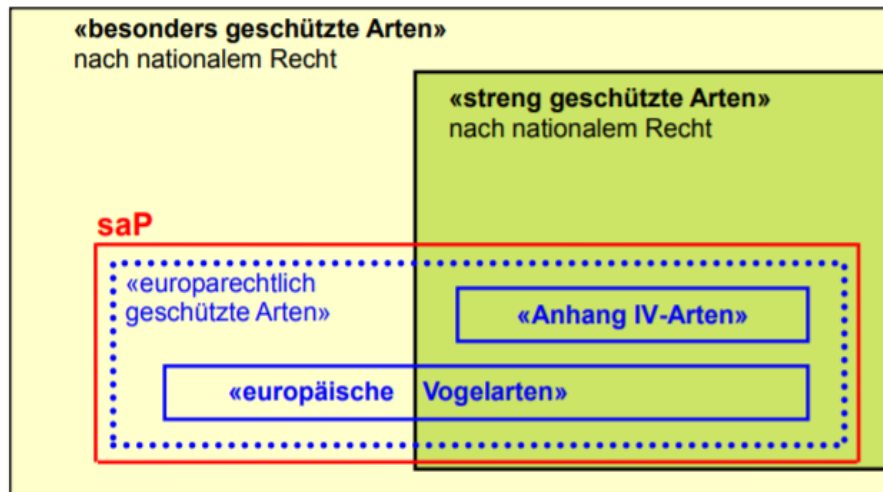 «besonders geschützte Arten»
nach nationalem Recht
«streng geschützte Arten»
nach nationalem Recht
saP
«europarechtlich
geschützte Arten»
«Anhang IV-Arten»
«europäische Vogelarten»